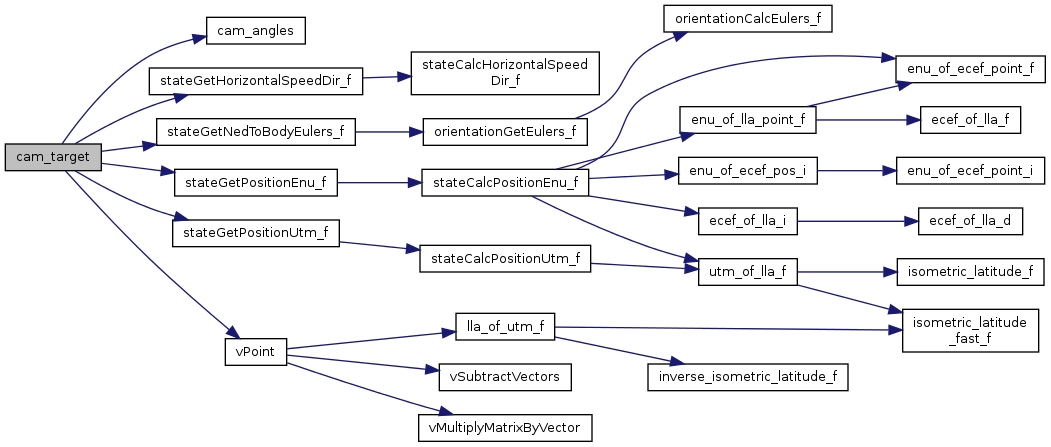 orientationCalcEulers_f
cam_angles
stateCalcHorizontalSpeed
Dir_f
enu_of_ecef_point_f
stateGetHorizontalSpeedDir_f
enu_of_lla_point_f
ecef_of_lla_f
stateGetNedToBodyEulers_f
orientationGetEulers_f
cam_target
enu_of_ecef_pos_i
enu_of_ecef_point_i
stateGetPositionEnu_f
stateCalcPositionEnu_f
ecef_of_lla_i
ecef_of_lla_d
stateGetPositionUtm_f
stateCalcPositionUtm_f
utm_of_lla_f
isometric_latitude_f
lla_of_utm_f
isometric_latitude
_fast_f
vPoint
vSubtractVectors
inverse_isometric_latitude_f
vMultiplyMatrixByVector